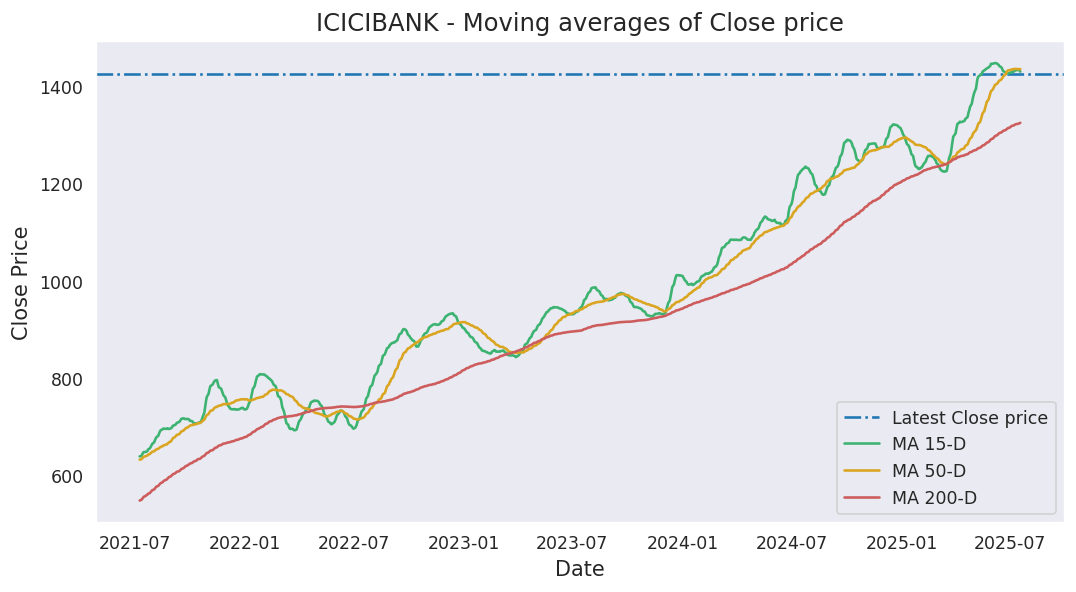 ICICIBANK - Moving averages of Close price
Close Price
1400
1200
1000
800
600
Latest Close price
MA 15-D
MA 50-D
MA 200-D
2021-07 2022-01 2022-07 2023-01 2023-07 2024-01 2024-07 2025-01 2025-07
Date